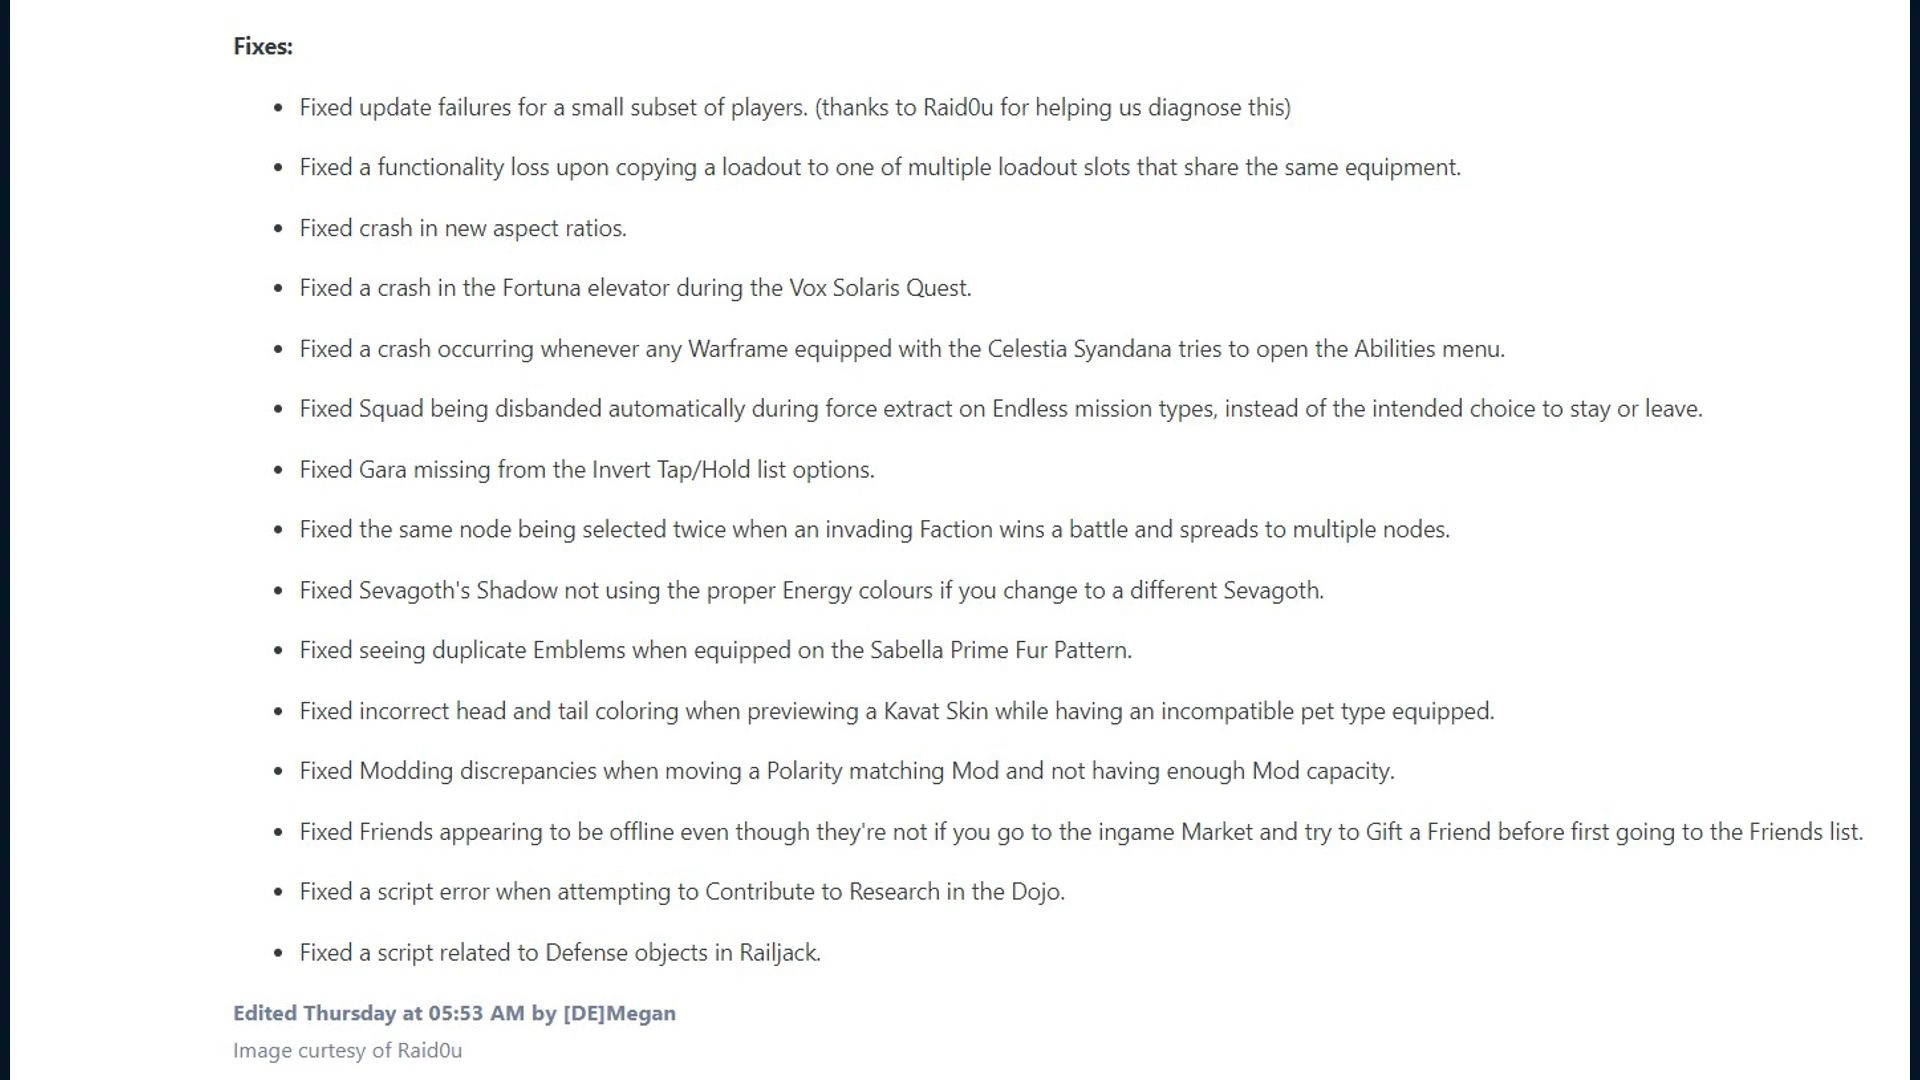 Fixes:
• Fixed update failures for a small subset of players. (thanks to Raid0u for helping us diagnose this)
• Fixed a functionality loss upon copying a loadout to one of multiple loadout slots that share the same equipment.
• Fixed crash in new aspect ratios.
• Fixed a crash in the Fortuna elevator during the Vox Solaris Quest.
• Fixed a crash occurring whenever any Warframe equipped with the Celestia Syandana tries to open the Abilities menu.
• Fixed Squad being disbanded automatically during force extract on Endless mission types, instead of the intended choice to stay or leave.
• Fixed Gara missing from the Invert Tap/Hold list options.
• Fixed the same node being selected twice when an invading Faction wins a battle and spreads to multiple nodes.
• Fixed Sevagoth's Shadow not using the proper Energy colours if you change to a different Sevagoth.
• Fixed seeing duplicate Emblems when equipped on the Sabella Prime Fur Pattern.
• Fixed incorrect head and tail coloring when previewing a Kavat Skin while having an incompatible pet type equipped.
• Fixed Modding discrepancies when moving a Polarity matching Mod and not having enough Mod capacity.
• Fixed Friends appearing to be offline even though they're not if you go to the ingame Market and try to Gift a Friend before first going to the Friends list.
• Fixed a script error when attempting to Contribute to Research in the Dojo.
• Fixed a script related to Defense objects in Railjack.
Edited Thursday at 05:53 AM by [DE]Megan
Image curtesy of Raid0u